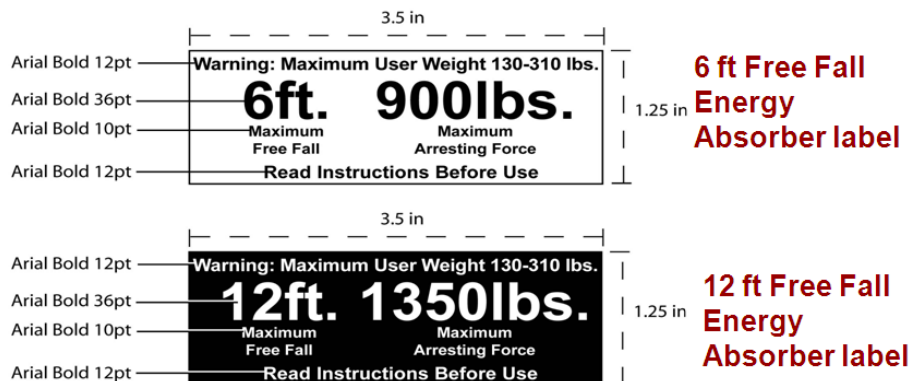 3.5 in
Arial Bold 12pt
Warning: Maximum User Weight 130-310 lbs.
Arial Bold 36pt
6ft. 900lbs.
Arial Bold 10pt
Maximum Maximum
Free Fall Arresting Force
Arial Bold 12pt
Read Instructions Before Use
1.25 in
6 ft Free Fall
Energy
Absorber label
3.5 in
Arial Bold 12pt
Warning: Maximum User Weight 130-310 lbs.
Arial Bold 36pt
12ft. 1350lbs.
Arial Bold 10pt
Maximum Maximum
Free Fall Arresting Force
Arial Bold 12pt
Read Instructions Before Use
1.25 in
12 ft Free Fall
Energy
Absorber label